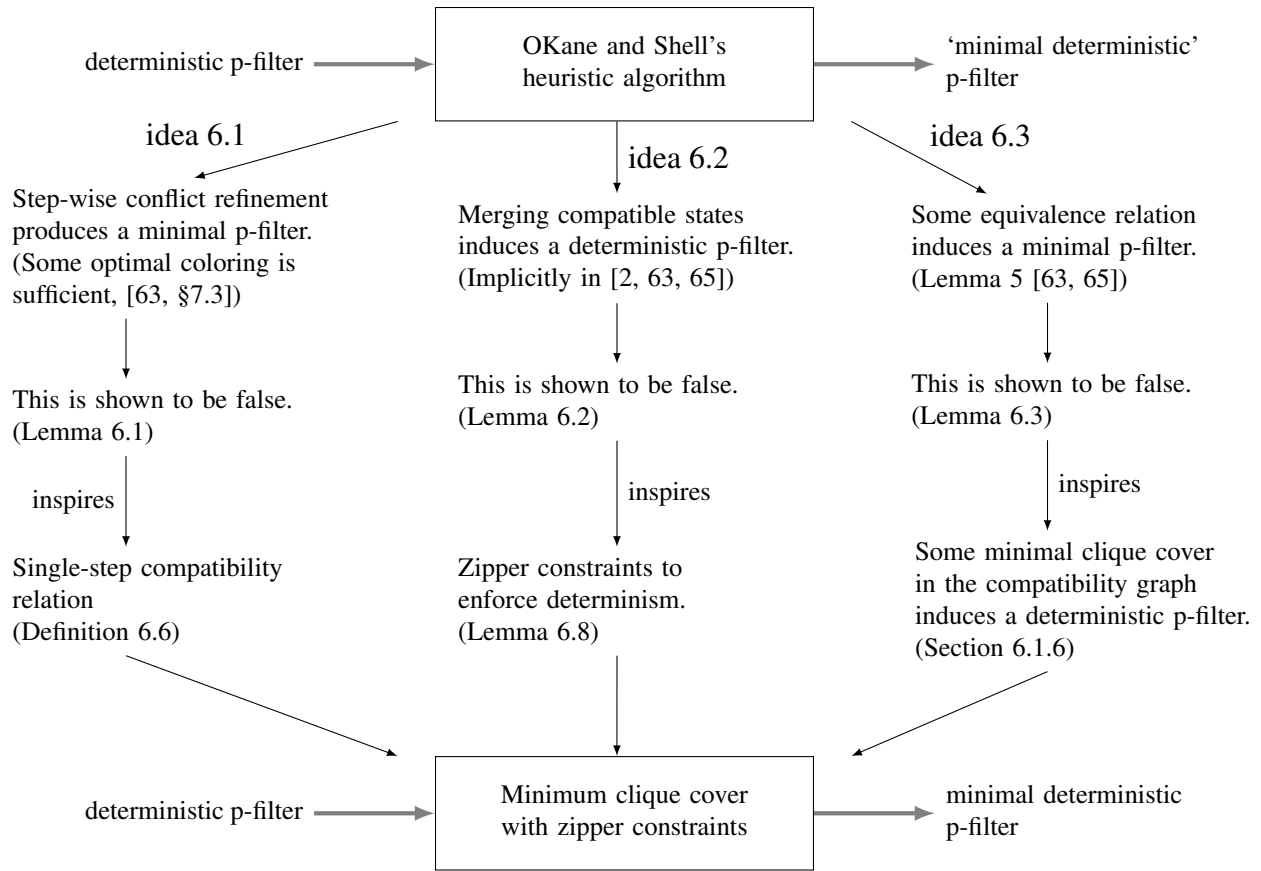 deterministic p-filter
OKane and Shell's
heuristic algorithm
‘minimal deterministic’
p-filter
idea 6.1
idea 6.2
idea 6.3
Step-wise conflict refinement
produces a minimal p-filter.
(Some optimal coloring is
sufficient, [63, §7.3])
Merging compatible states
induces a deterministic p-filter.
(Implicitly in [2, 63, 65])
Some equivalence relation
induces a minimal p-filter.
(Lemma 5 [63, 65])
This is shown to be false.
(Lemma 6.1)
This is shown to be false.
(Lemma 6.2)
This is shown to be false.
(Lemma 6.3)
inspires
inspires
inspires
Single-step compatibility
relation
(Definition 6.6)
Zipper constraints to
enforce determinism.
(Lemma 6.8)
Some minimal clique cover
in the compatibility graph
induces a deterministic p-filter.
(Section 6.1.6)
deterministic p-filter
Minimum clique cover
with zipper constraints
minimal deterministic
p-filter